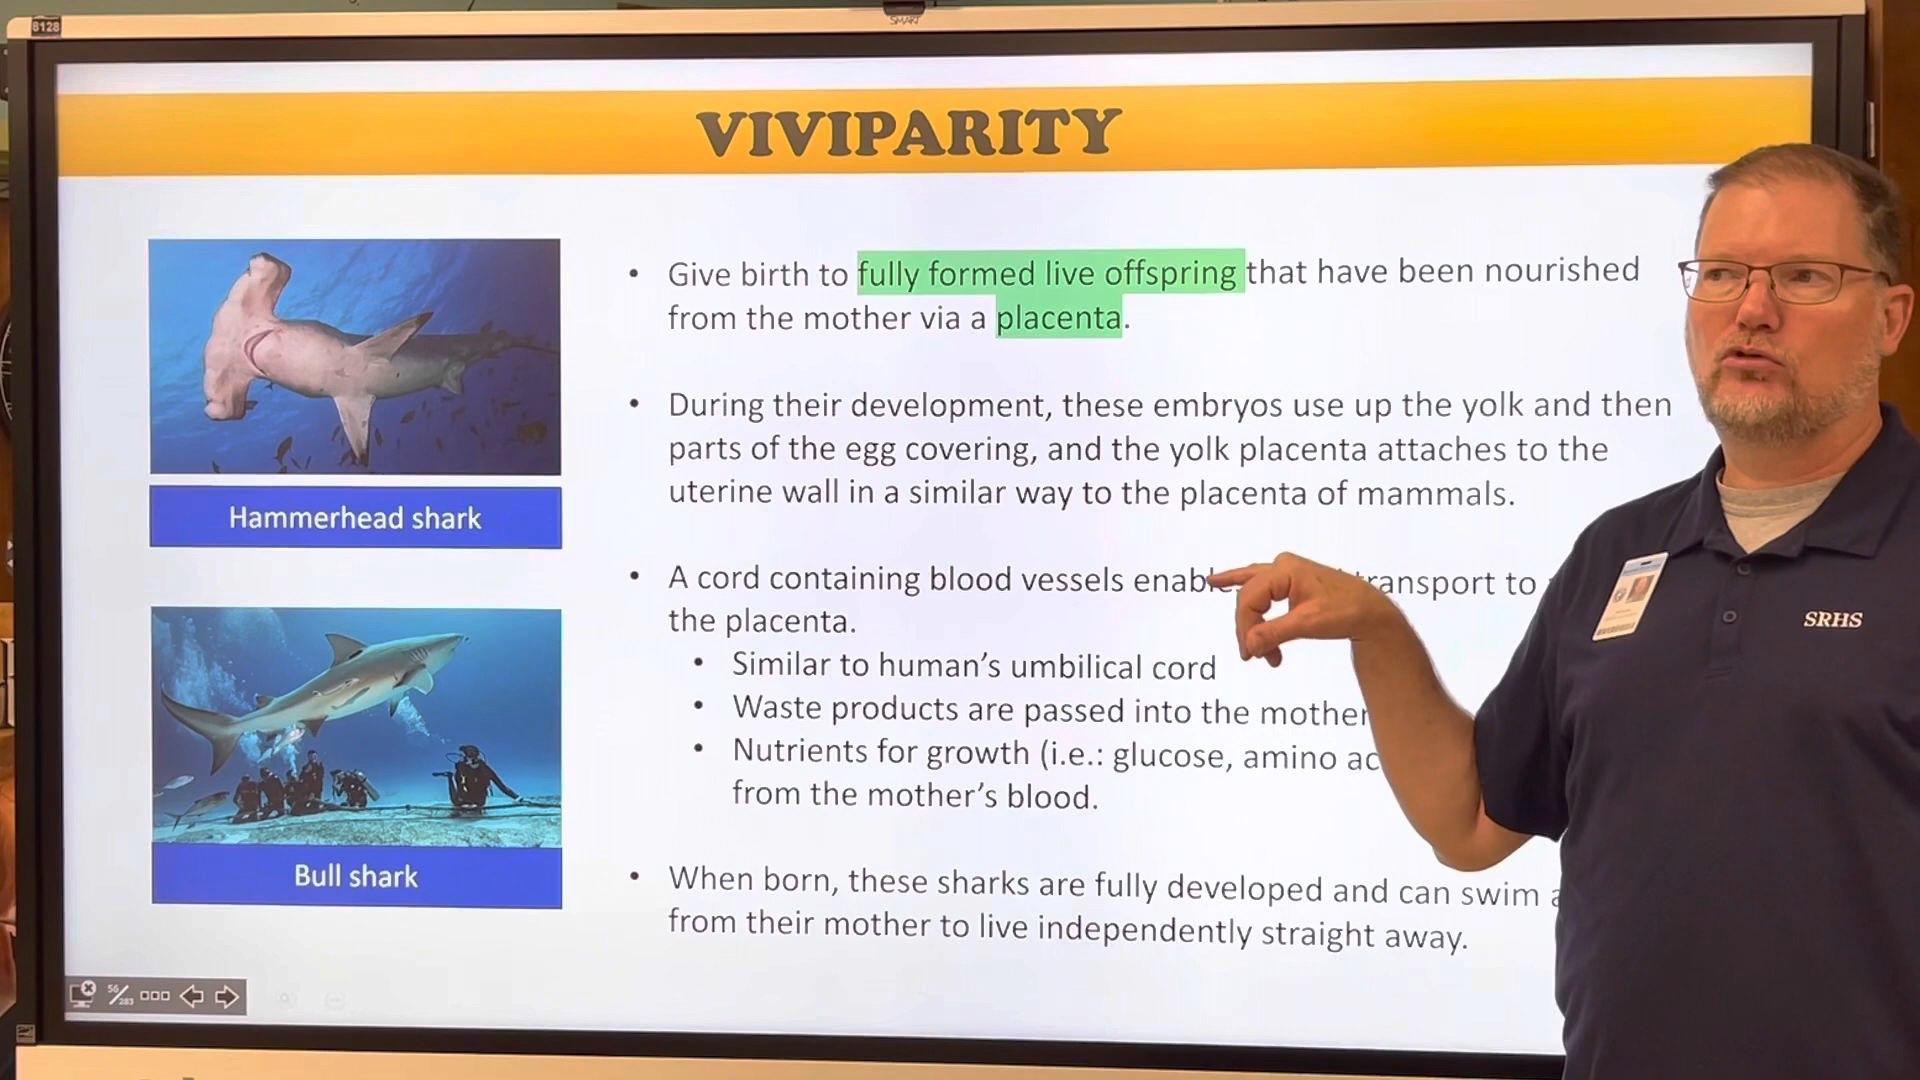 8128
SMART
VIVIPARITY
• Give birth to fully formed live offspring that have been nourished
from the mother via a placenta.
• During their development, these embryos use up the yolk and then
parts of the egg covering, and the yolk placenta attaches to the
uterine wall in a similar way to the placenta of mammals.
• A cord containing blood vessels transport to
the placenta.
• Similar to human's umbilical cord
• Waste products are passed into the mother
• Nutrients for growth (i.e.: glucose, amino
from the mother's blood.
• When born, these sharks are fully developed and can swim
from their mother to live independently straight away.
Hammerhead shark
Bull shark
56/283
SRHS